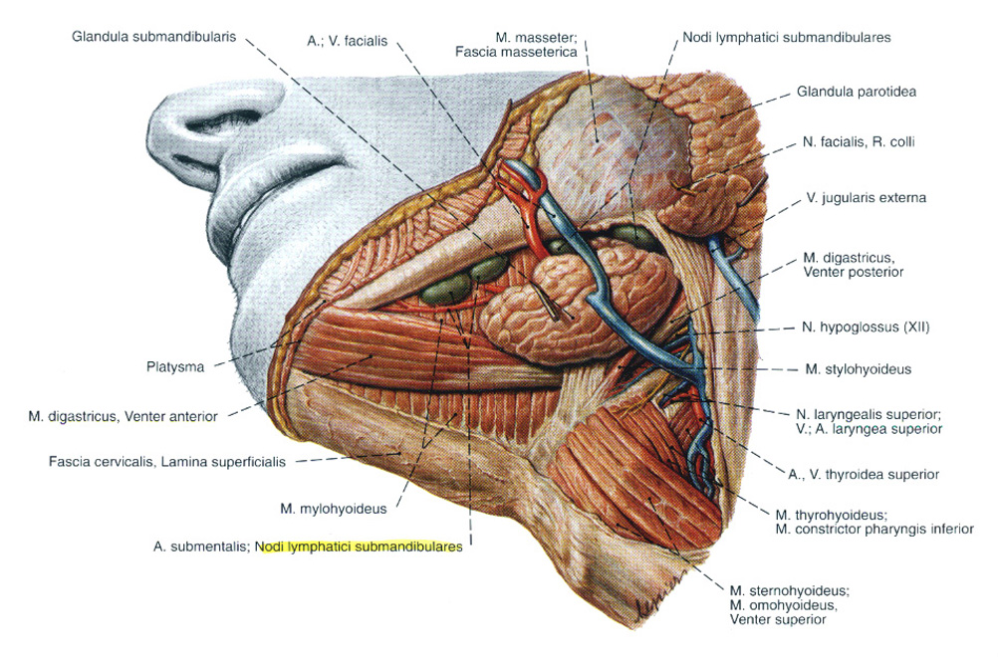 Glandula submandibularis
A.; V. facialis
M. masseter;
Fascia masseterica
Nodi lymphatici submandibulares
Glandula parotidea
N. facialis, R. colli
V. jugularis externa
M. digastricus,
Venter posterior
N. hypoglossus (XII)
M. stylohyoideus
N. laryngealis superior;
V.; A. laryngea superior
A., V. thyroidea superior
M. thyrohyoideus;
M. constrictor pharyngis inferior
M. sternohyoideus;
M. omohyoideus,
Venter superior
Platysma
M. digastricus, Venter anterior
Fascia cervicalis, Lamina superficialis
M. mylohyoideus
A. submentalis; Nodi lymphatici submandibulares